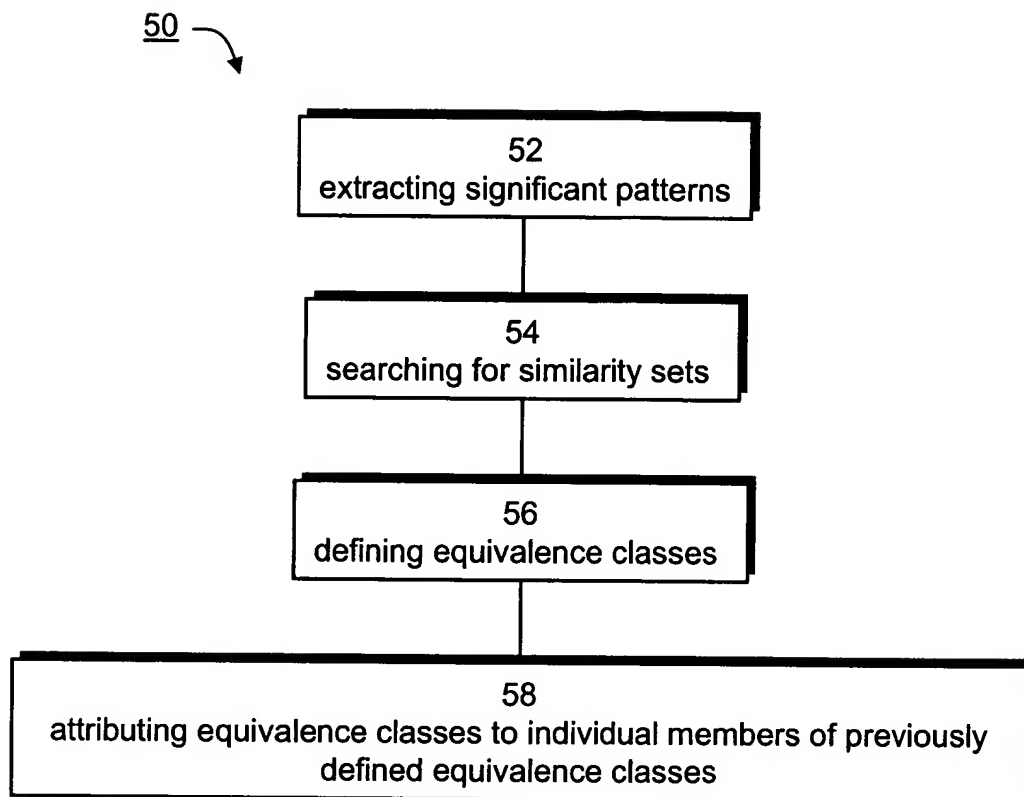 50
52
extracting significant patterns
54
searching for similarity sets
56
defining equivalence classes
58
attributing equivalence classes to individual members of previously
defined equivalence classes